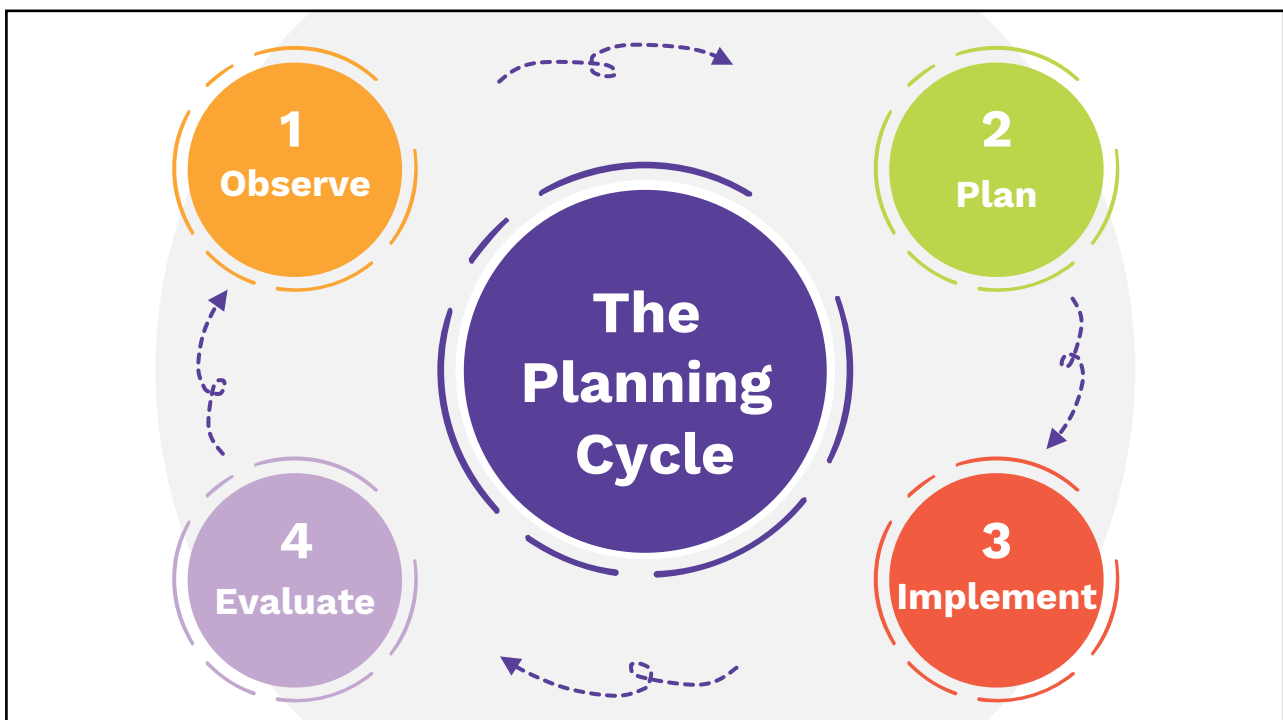 1
Observe
2
Plan
The
Planning
Cycle
4
Evaluate
3
Implement